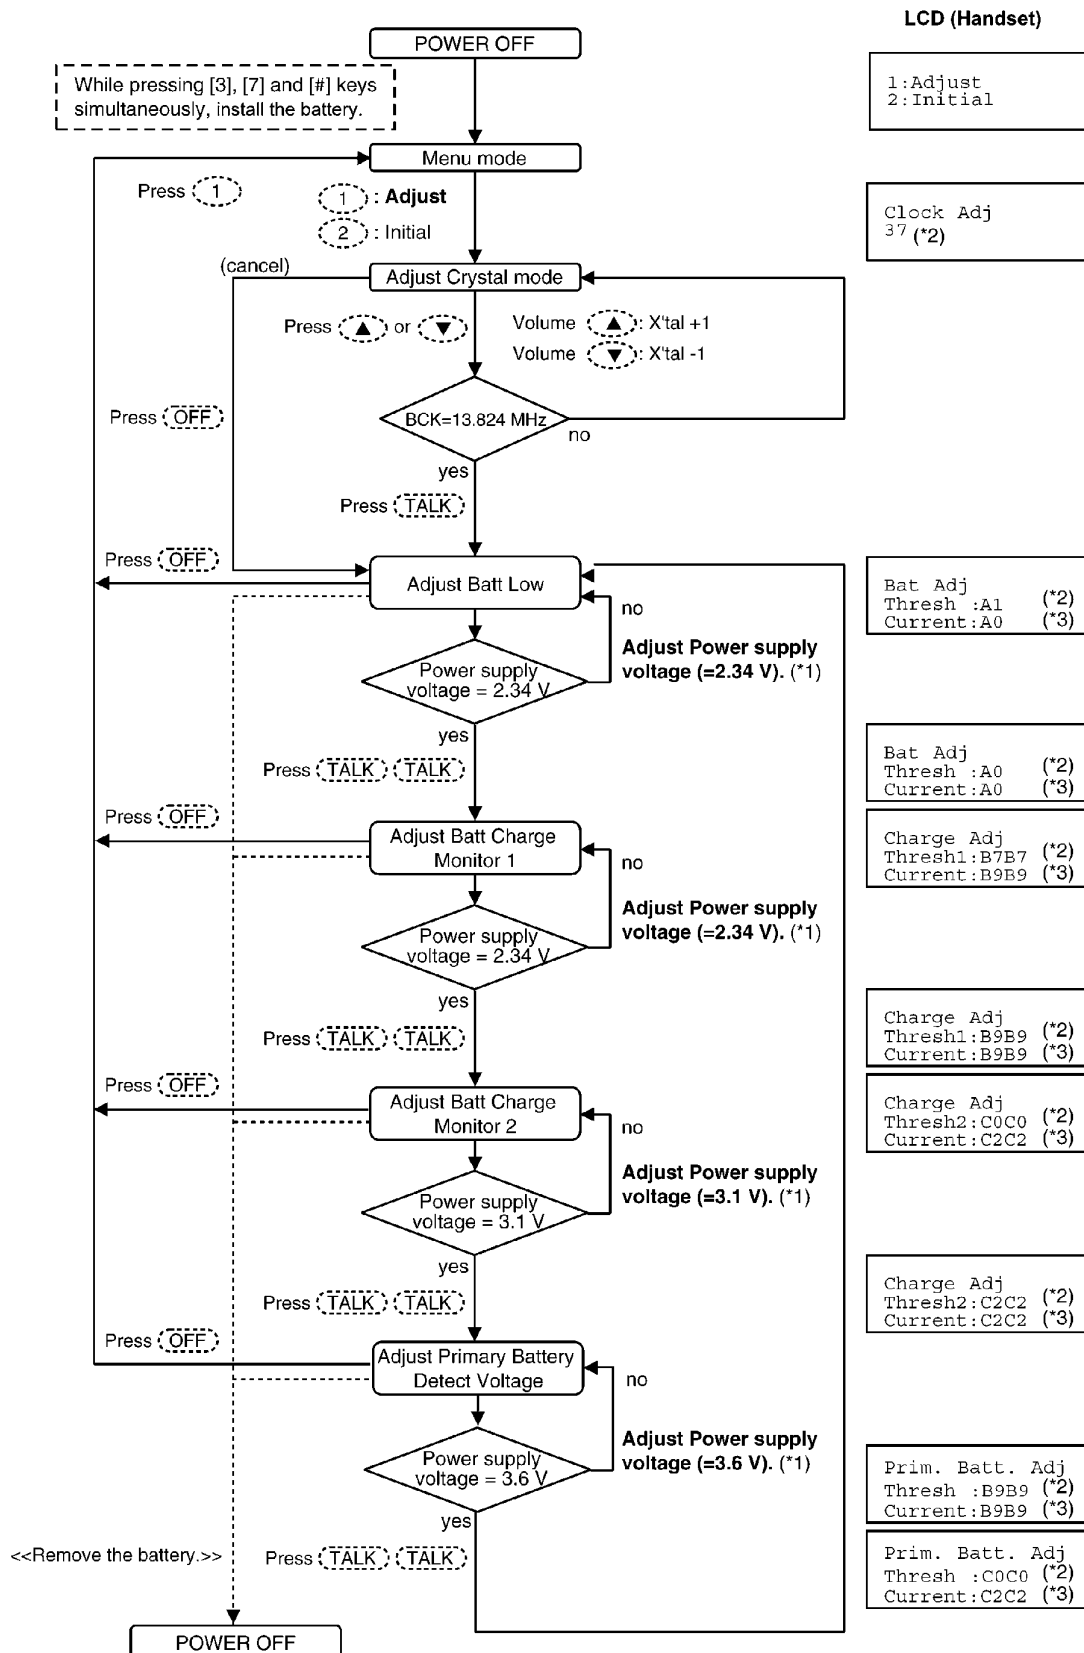 LCD (Handset)
POWER OFF
While pressing [3], [7] and [#] keys
simultaneously, install the battery.
1:Adjust
2:Initial
Menu mode
Press 1
1 : Adjust
2 : Initial
Clock Adj
37 (*2)
(cancel)
Adjust Crystal mode
Press ▲ or ▼
Volume ▲ : X'tal +1
Volume ▼ : X'tal -1
Press OFF
BCK=13.824 MHz
no
yes
Press TALK
Press OFF
Adjust Batt Low
Bat Adj
Thresh :A1 (*2)
Current:A0 (*3)
no
Adjust Power supply
voltage (=2.34 V). (*1)
Power supply
voltage = 2.34 V
yes
Press TALK TALK
Bat Adj
Thresh :A0 (*2)
Current:A0 (*3)
Press OFF
Adjust Batt Charge
Monitor 1
Charge Adj
Thresh1:B7B7 (*2)
Current:B9B9 (*3)
no
Adjust Power supply
voltage (=2.34 V). (*1)
Power supply
voltage = 2.34 V
yes
Press TALK TALK
Charge Adj
Thresh1:B9B9 (*2)
Current:B9B9 (*3)
Press OFF
Adjust Batt Charge
Monitor 2
Charge Adj
Thresh2:C0C0 (*2)
Current:C2C2 (*3)
no
Adjust Power supply
voltage (=3.1 V). (*1)
Power supply
voltage = 3.1 V
yes
Press TALK TALK
Charge Adj
Thresh2:C2C2 (*2)
Current:C2C2 (*3)
Press OFF
Adjust Primary Battery
Detect Voltage
no
Adjust Power supply
voltage (=3.6 V). (*1)
Power supply
voltage = 3.6 V
Prim. Batt. Adj
Thresh :B9B9 (*2)
Current:B9B9 (*3)
yes
<<Remove the battery.>>
Press TALK TALK
Prim. Batt. Adj
Thresh :C0C0 (*2)
Current:C2C2 (*3)
POWER OFF